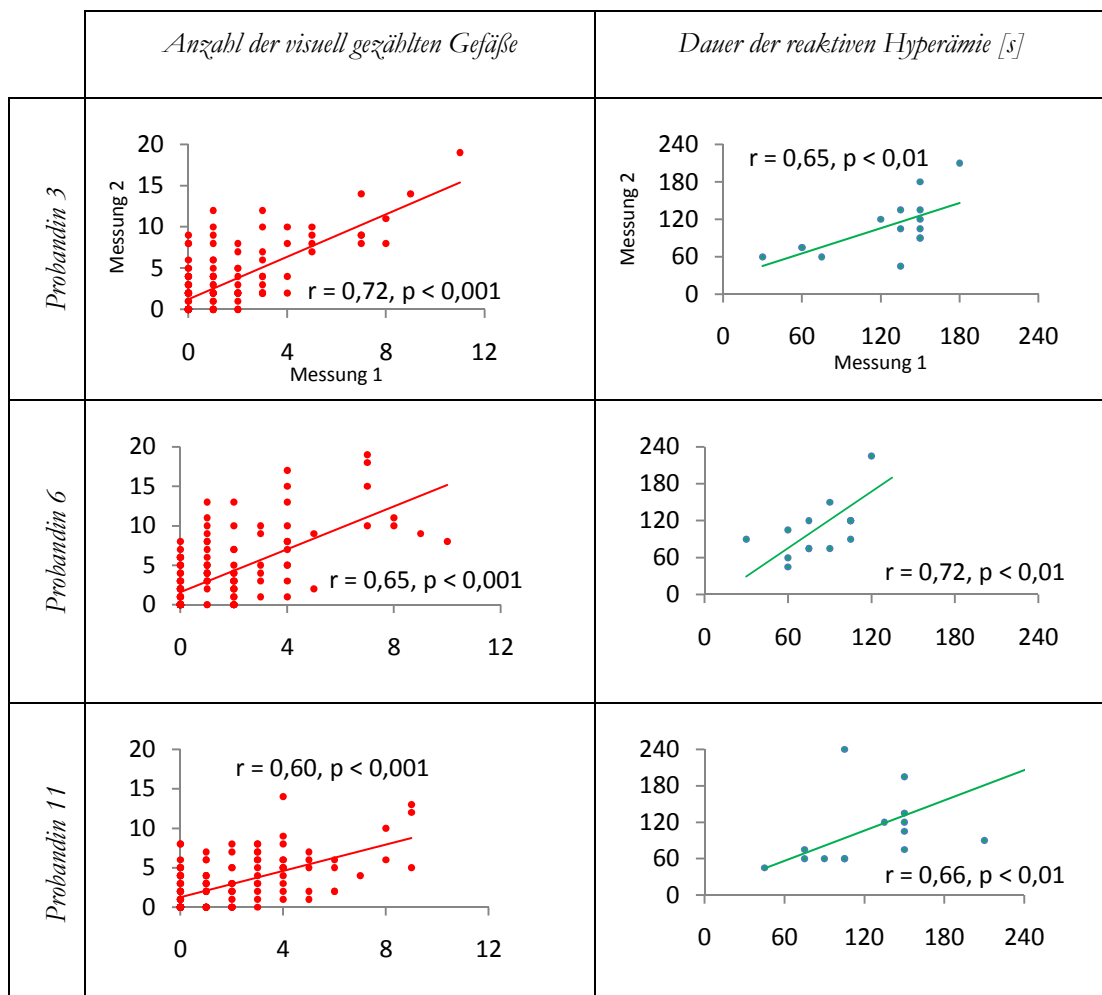 Anzahl der visuell gezählten Gefäße
Dauer der reaktiven Hyperämie [s]
Probandin 3
Messung 2
20
15
10
5
0
r = 0,72, p < 0,001
0 4 8 12
Messung 1
Messung 2
240
180
120
60
0
r = 0,65, p < 0,01
0 60 120 180 240
Messung 1
Probandin 6
20
15
10
5
0
r = 0,65, p < 0,001
0 4 8 12
240
180
120
60
0
r = 0,72, p < 0,01
0 60 120 180 240
Probandin 11
20
15
10
5
0
r = 0,60, p < 0,001
0 4 8 12
240
180
120
60
0
r = 0,66, p < 0,01
0 60 120 180 240